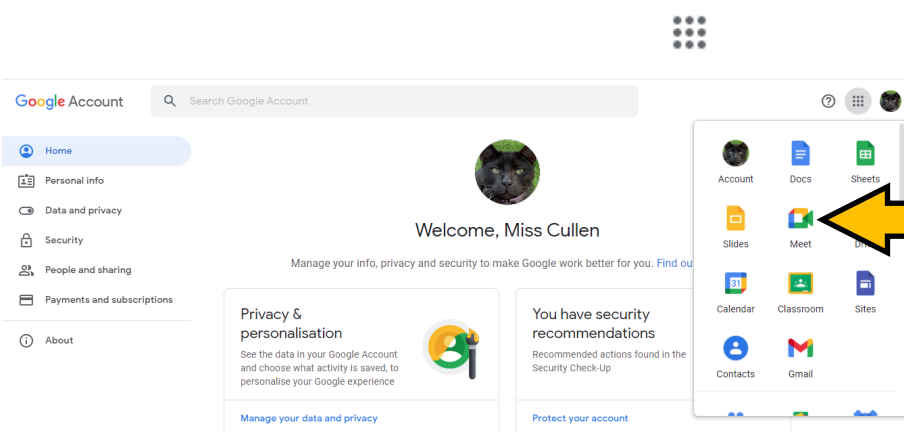 Google Account
Search Google Account
Home
Personal info
Data and privacy
Security
People and sharing
Payments and subscriptions
About
Welcome, Miss Cullen
Manage your info, privacy and security to make Google work better for you. Find ou
Privacy &
personalisation
See the data in your Google Account
and choose what activity is saved, to
personalise your Google experience
Manage your data and privacy
You have security
recommendations
Recommended actions found in the
Security Check-Up
Protect your account
Account Docs Sheets
Slides Meet
31
Calendar Classroom Sites
Contacts Gmail